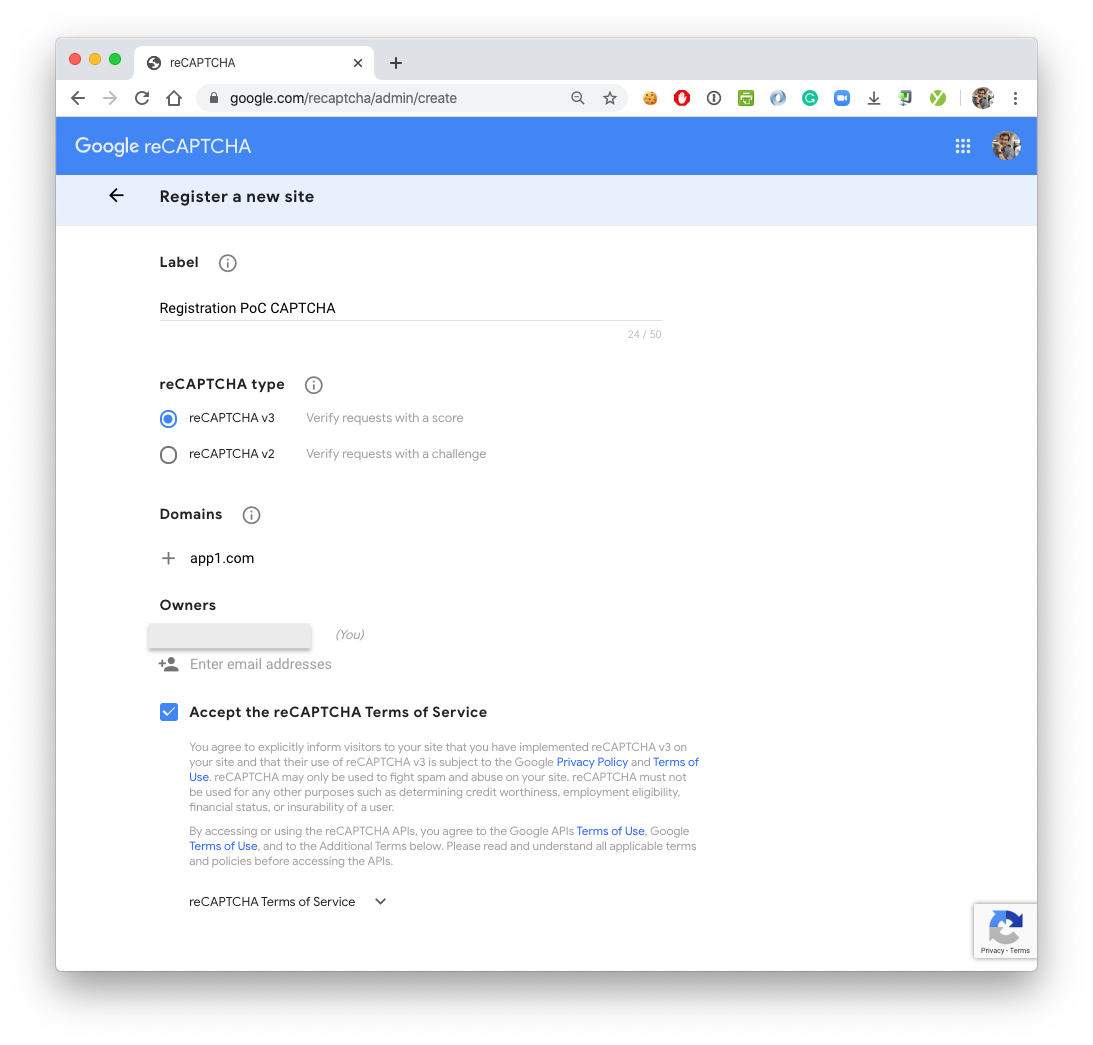 reCAPTCHA
google.com/recaptcha/admin/create
Google reCAPTCHA
Register a new site
Label
Registration PoC CAPTCHA
24 / 50
reCAPTCHA type
reCAPTCHA v3 Verify requests with a score
reCAPTCHA v2 Verify requests with a challenge
Domains
app1.com
Owners
(You)
Enter email addresses
Accept the reCAPTCHA Terms of Service
You agree to explicitly inform visitors to your site that you have implemented reCAPTCHA v3 on
your site and that their use of reCAPTCHA v3 is subject to the Google Privacy Policy and Terms of
Use. reCAPTCHA may only be used to fight spam and abuse on your site. reCAPTCHA must not
be used for any other purposes such as determining credit worthiness, employment eligibility,
financial status, or insurability of a user.
By accessing or using the reCAPTCHA APIs, you agree to the Google APIs Terms of Use, Google
Terms of Use, and to the Additional Terms below. Please read and understand all applicable terms
and policies before accessing the APIs.
reCAPTCHA Terms of Service
Privacy - Terms